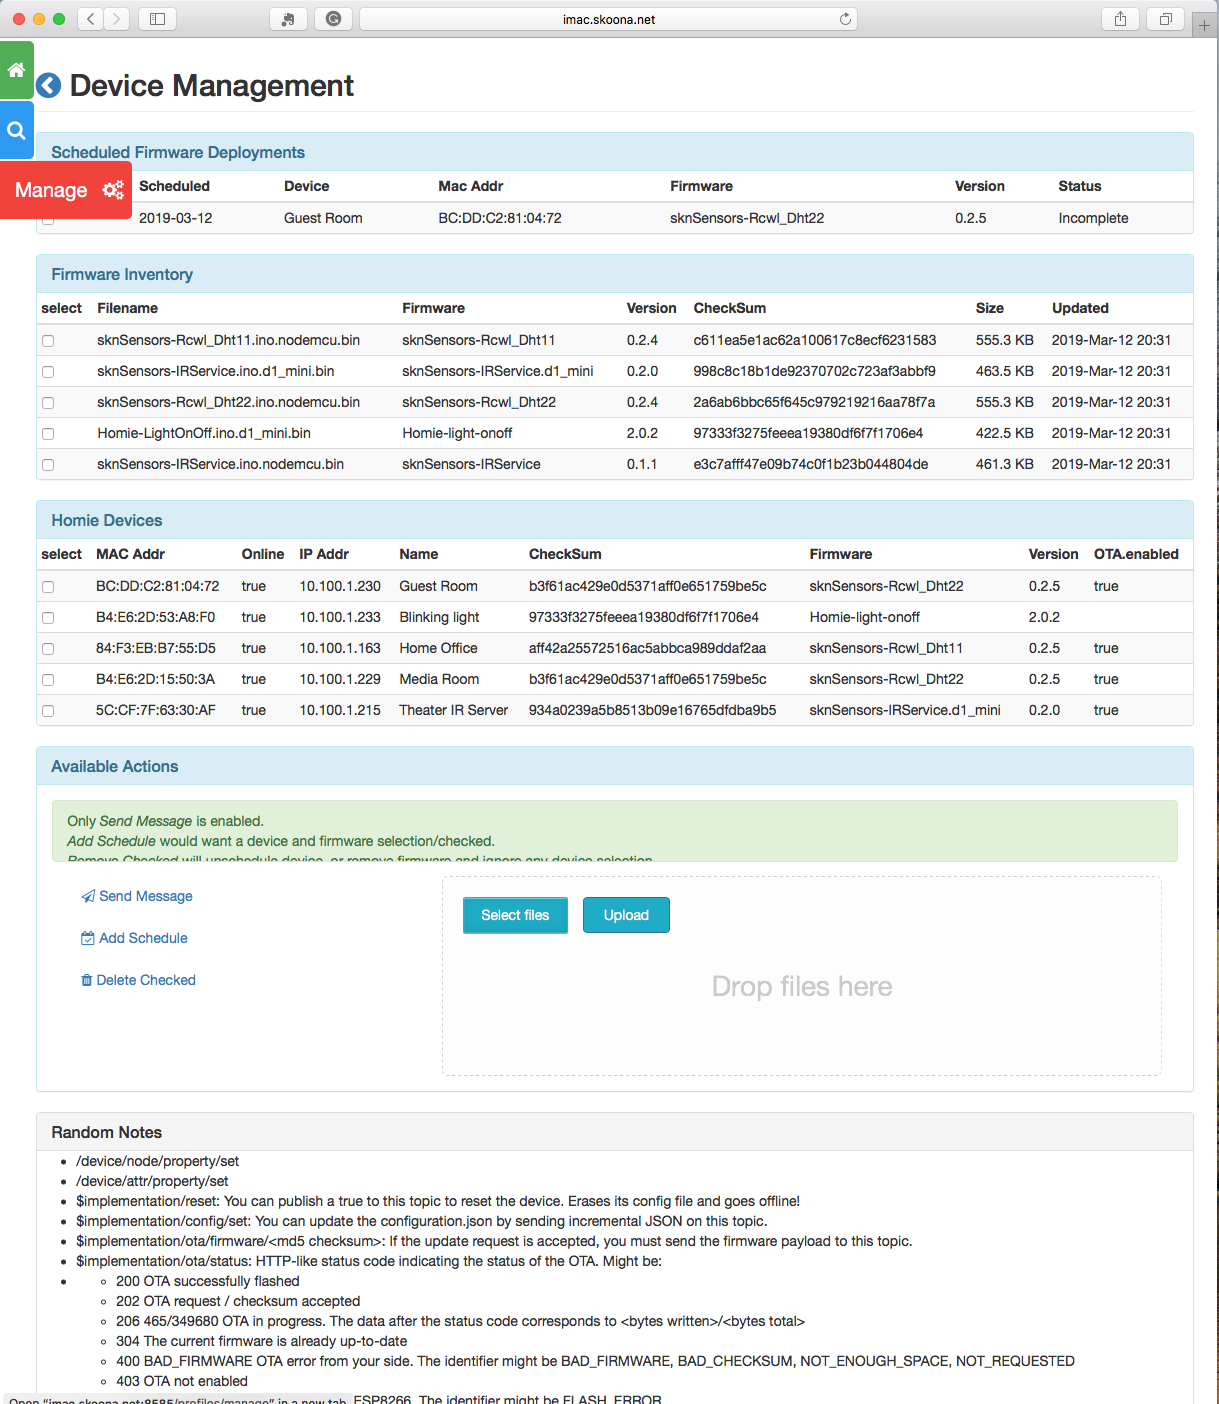 imac.skoona.net
Device Management
Scheduled Firmware Deployments
Manage
Scheduled Device Mac Addr Firmware Version Status
2019-03-12 Guest Room BC:DD:C2:81:04:72 sknSensors-Rcwl_Dht22 0.2.5 Incomplete
Firmware Inventory
select Filename Firmware Version CheckSum Size Updated
sknSensors-Rcwl_Dht11.ino.nodemcu.bin sknSensors-Rcwl_Dht11 0.2.4 c611ea5e1ac62a100617c8ecf6231583 555.3 KB 2019-Mar-12 20:31
sknSensors-IRService.ino.d1_mini.bin sknSensors-IRService.d1_mini 0.2.0 998c8c18b1de92370702c723af3abbf9 463.5 KB 2019-Mar-12 20:31
sknSensors-Rcwl_Dht22.ino.nodemcu.bin sknSensors-Rcwl_Dht22 0.2.4 2a6ab6bbc65f645c979219216aa78f7a 555.3 KB 2019-Mar-12 20:31
Homie-LightOnOff.ino.d1_mini.bin Homie-light-onoff 2.0.2 97333f3275feeea19380df6f7f1706e4 422.5 KB 2019-Mar-12 20:31
sknSensors-IRService.ino.nodemcu.bin sknSensors-IRService 0.1.1 e3c7afff47e09b74c0f1b23b044804de 461.3 KB 2019-Mar-12 20:31
Homie Devices
select MAC Addr Online IP Addr Name CheckSum Firmware Version OTA.enabled
BC:DD:C2:81:04:72 true 10.100.1.230 Guest Room b3f61ac429e0d5371aff0e651759be5c sknSensors-Rcwl_Dht22 0.2.5 true
B4:E6:2D:53:A8:F0 true 10.100.1.233 Blinking light 97333f3275feeea19380df6f7f1706e4 Homie-light-onoff 2.0.2
84:F3:EB:B7:55:D5 true 10.100.1.163 Home Office aff42a25572516ac5abbca989ddaf2aa sknSensors-Rcwl_Dht11 0.2.5 true
B4:E6:2D:15:50:3A true 10.100.1.229 Media Room b3f61ac429e0d5371aff0e651759be5c sknSensors-Rcwl_Dht22 0.2.5 true
5C:CF:7F:63:30:AF true 10.100.1.215 Theater IR Server 934a0239a5b8513b09e16765dfdba9b5 sknSensors-IRService.d1_mini 0.2.0 true
Available Actions
Only Send Message is enabled.
Add Schedule would want a device and firmware selection/checked.
Remove Checked will unschedule device, or remove firmware and ignore any device selection
Send Message
Add Schedule
Delete Checked
Select files Upload
Drop files here
Random Notes
/device/node/property/set
/device/attr/property/set
$implementation/reset: You can publish a true to this topic to reset the device. Erases its config file and goes offline!
$implementation/config/set: You can update the configuration.json by sending incremental JSON on this topic.
$implementation/ota/firmware/<md5 checksum>: If the update request is accepted, you must send the firmware payload to this topic.
$implementation/ota/status: HTTP-like status code indicating the status of the OTA. Might be:
200 OTA successfully flashed
202 OTA request / checksum accepted
206 465/349680 OTA in progress. The data after the status code corresponds to <bytes written>/<bytes total>
304 The current firmware is already up-to-date
400 BAD_FIRMWARE OTA error from your side. The identifier might be BAD_FIRMWARE, BAD_CHECKSUM, NOT_ENOUGH_SPACE, NOT_REQUESTED
403 OTA not enabled
Open "imac.skoona.net:8585/profiles/manage" in a new tab ESP8266. The identifier might be FLASH_ERROR